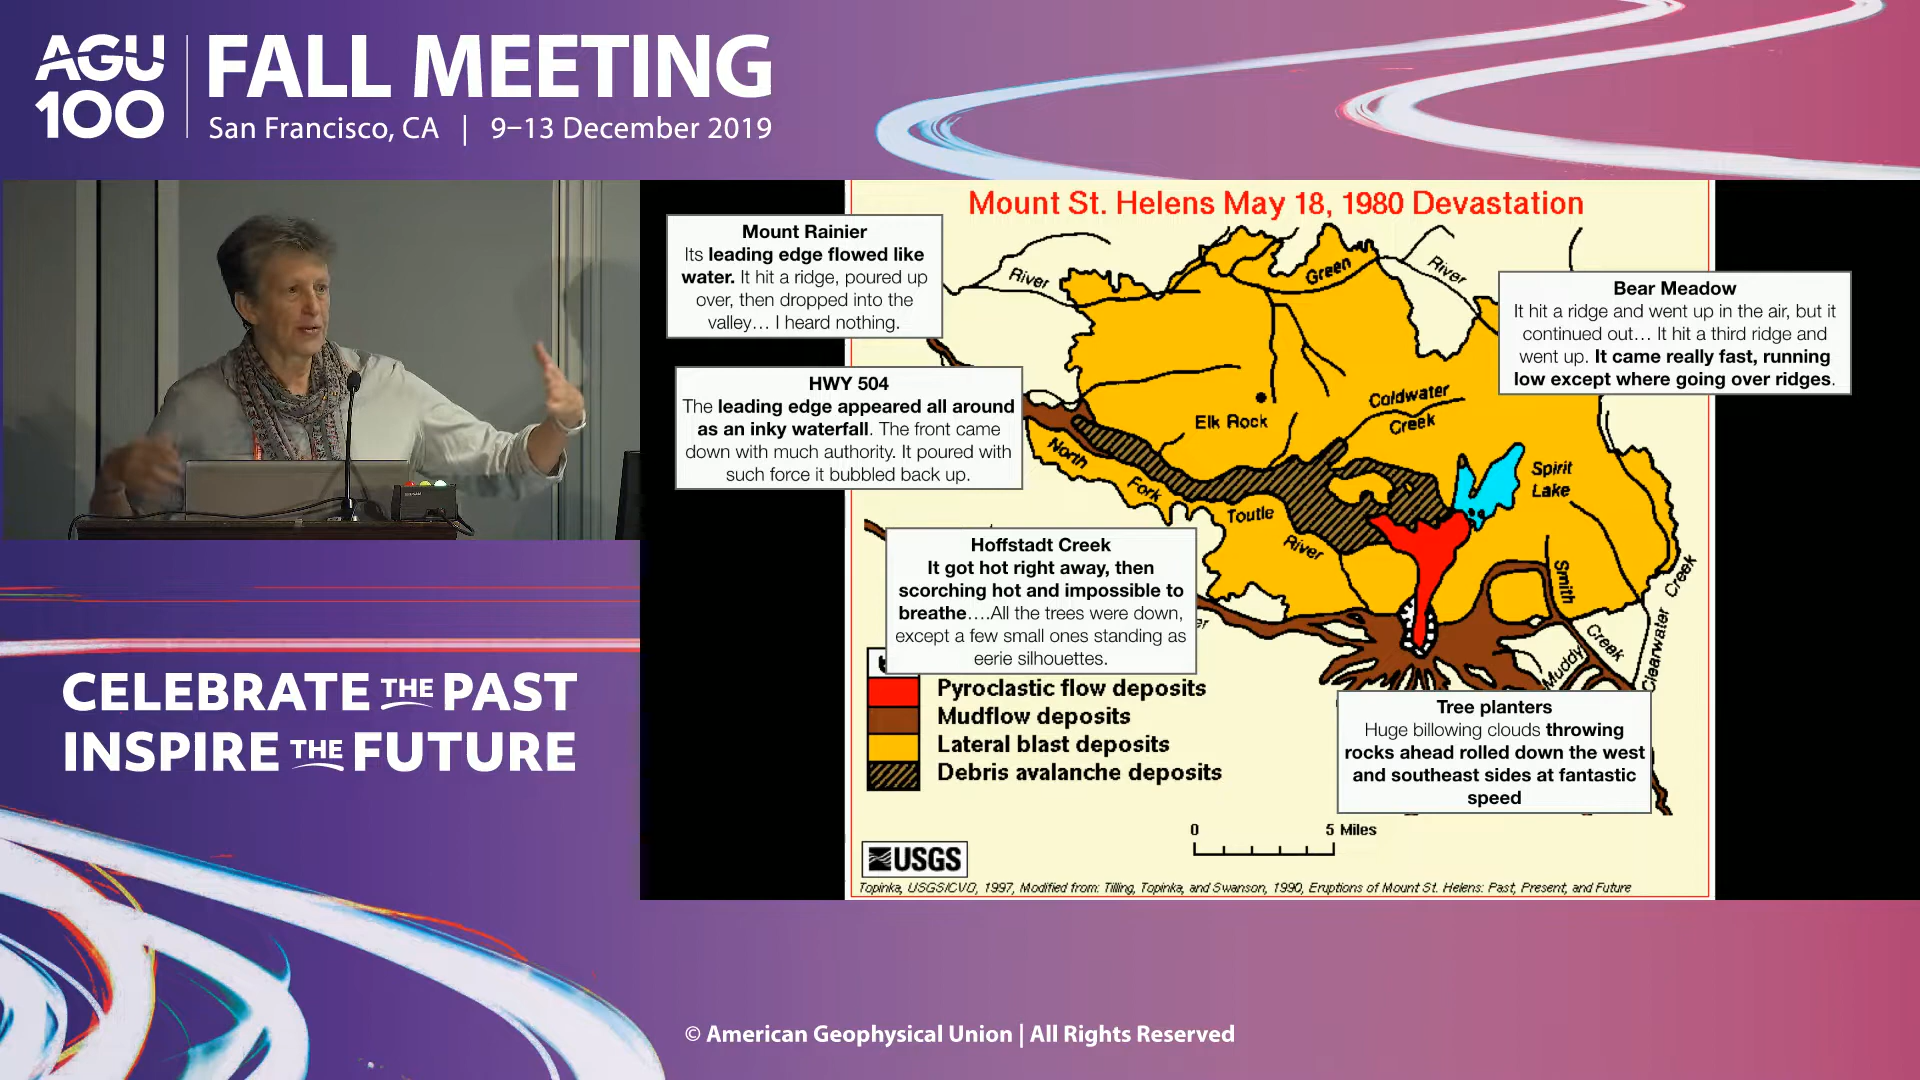 AGU
100
FALL MEETING
San Francisco, CA | 9–13 December 2019
Mount St. Helens May 18, 1980 Devastation
Mount Rainier
Its leading edge flowed like
water. It hit a ridge, poured up
over, then dropped into the
valley… I heard nothing.
River
Green
River
Bear Meadow
It hit a ridge and went up in the air, but it
continued out… It hit a third ridge and
went up. It came really fast, running
low except where going over ridges.
HWY 504
The leading edge appeared all around
as an inky waterfall. The front came
down with much authority. It poured with
such force it bubbled back up.
Elk Rock
Coldwater
Creek
North
Fork
Toutle
River
Spirit
Lake
Smith
Creek
Muddy
Clearwater
Creek
Hoffstadt Creek
It got hot right away, then
scorching hot and impossible to
breathe….All the trees were down,
except a few small ones standing as
eerie silhouettes.
er
Pyroclastic flow deposits
Mudflow deposits
Lateral blast deposits
Debris avalanche deposits
Tree planters
Huge billowing clouds throwing
rocks ahead rolled down the west
and southeast sides at fantastic
speed
0 5 Miles
USGS
Topinka, USGS/CVO, 1997, Modified from: Tilling, Topinka, and Swanson, 1990, Eruptions of Mount St. Helens: Past, Present, and Future
CELEBRATE THE PAST
INSPIRE THE FUTURE
© American Geophysical Union | All Rights Reserved